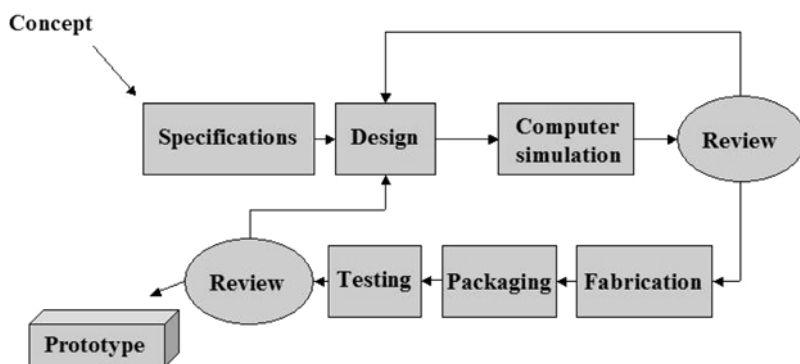 Concept
Specifications
Design
Computer
simulation
Review
Review
Testing
Packaging
Fabrication
Prototype